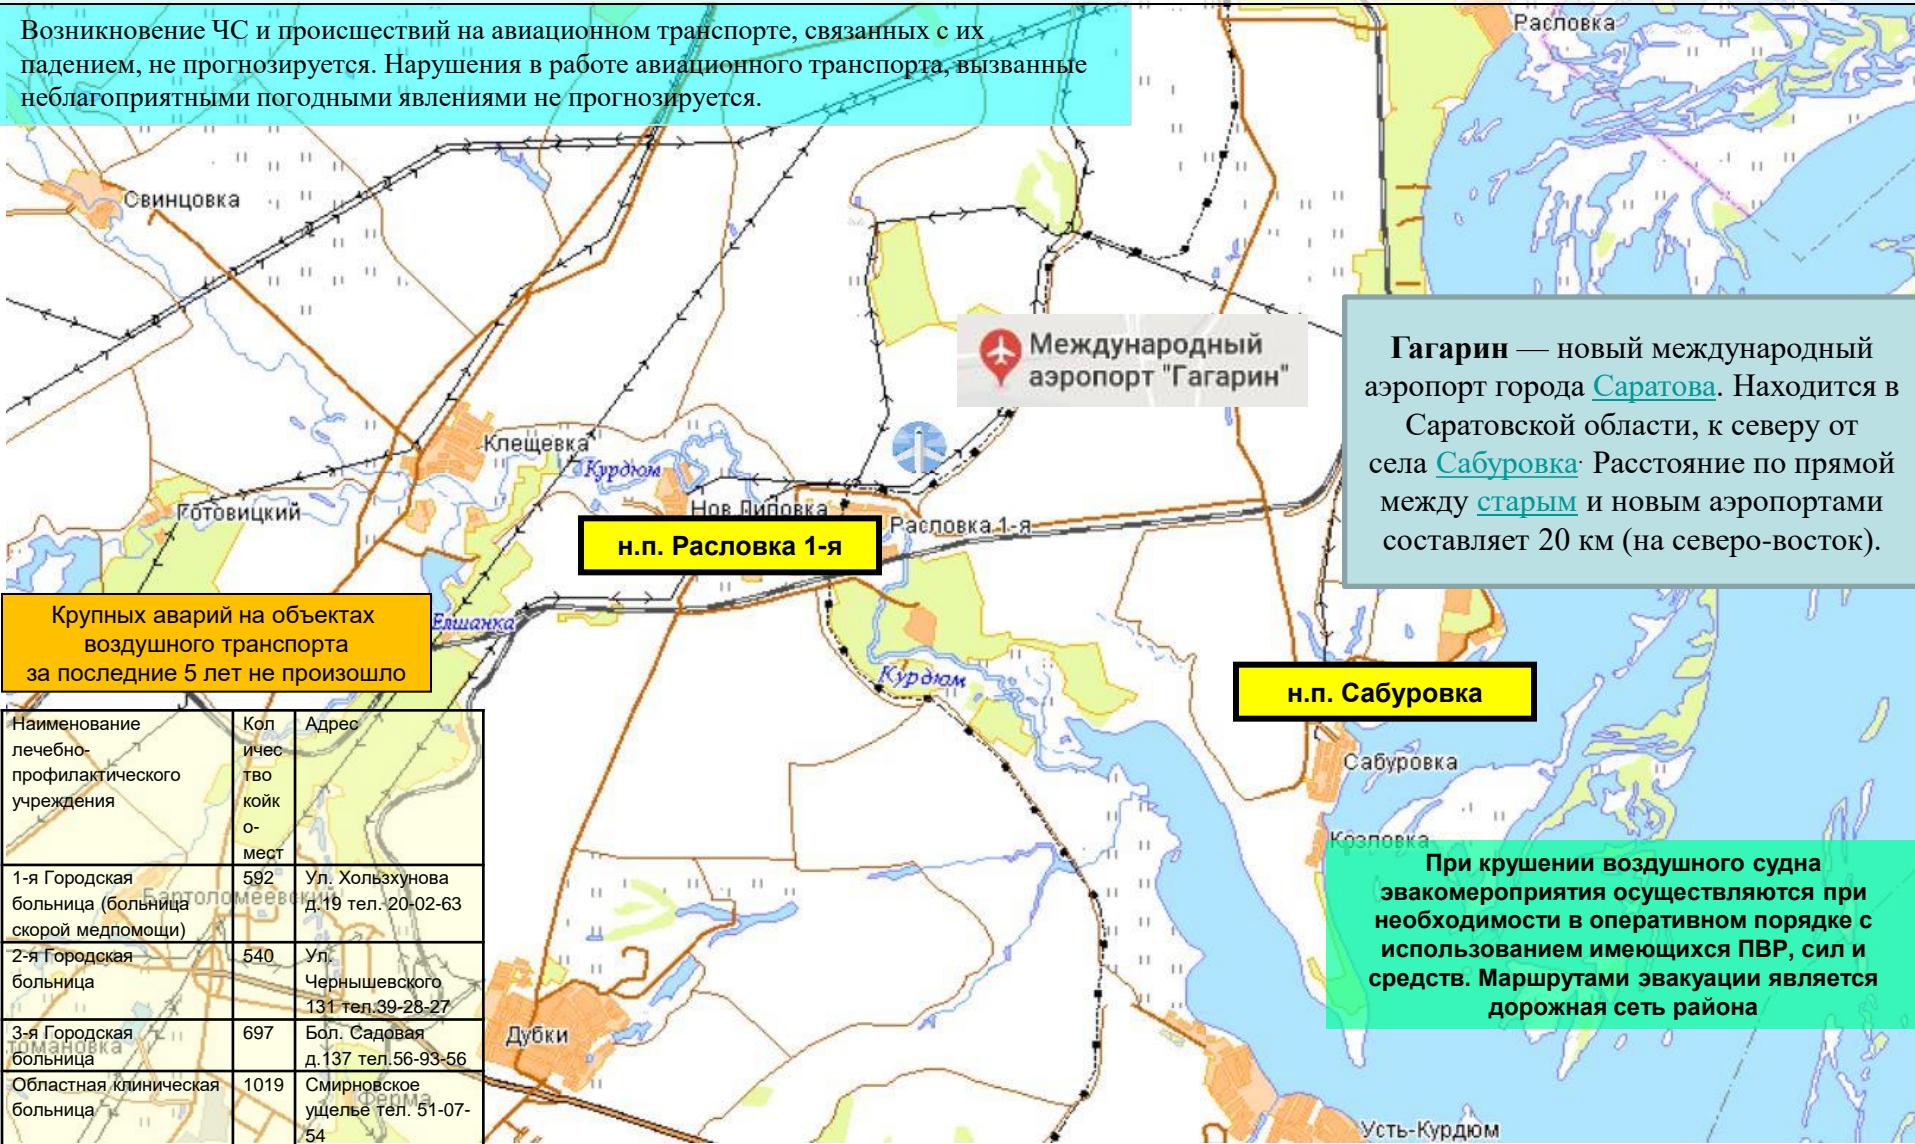 Возникновение ЧС и происшествий на авиационном транспорте, связанных с их
падением, не прогнозируется. Нарушения в работе авиационного транспорта, вызванные
неблагоприятными погодными явлениями не прогнозируется.
Расловка
Свинцовка
Международный
аэропорт "Гагарин"
Гагарин — новый международный
аэропорт города Саратова. Находится в
Саратовской области, к северу от
села Сабуровка. Расстояние по прямой
между старым и новым аэропортами
составляет 20 км (на северо-восток).
Клещевка
Курдюм
Готовицкий
Нов Липовка
Расловка 1-я
н.п. Расловка 1-я
Крупных аварий на объектах
воздушного транспорта
за последние 5 лет не произошло
Елшанка
Курдюм
н.п. Сабуровка
Сабуровка
Козловка
При крушении воздушного судна
эвакомероприятия осуществляются при
необходимости в оперативном порядке с
использованием имеющихся ПВР, сил и
средств. Маршрутами эвакуации является
дорожная сеть района
Наименование
лечебно-
профилактического
учреждения
Кол
ичес
тво
койк
о-
мест
Адрес
1-я Городская
больница (больница
скорой медпомощи)
592
Ул. Хользунова
д.19 тел. 20-02-63
2-я Городская
больница
540
Ул.
Чернышевского
131 тел.39-28-27
3-я Городская
больница
697
Бол. Садовая
д.137 тел.56-93-56
Областная клиническая
больница
1019
Смирновское
ущелье тел. 51-07-
54
Ферма
Дубки
Усть-Курдюм